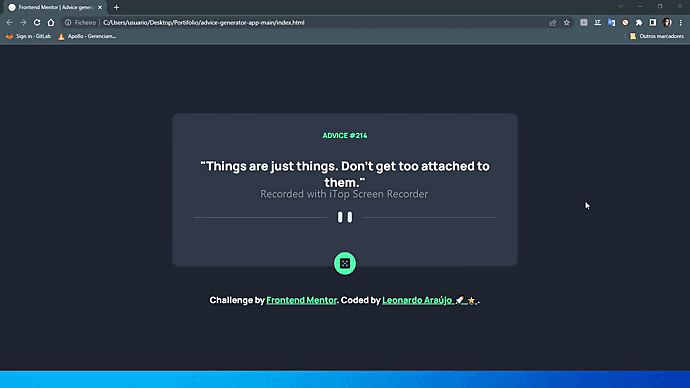 Frontend Mentor | Advice genera
Ficheiro
C:/Users/usuario/Desktop/Portifolio/advice-generator-app-main/index.html
Sign in · GitLab
Apollo - Gerenciam...
Outros marcadores
ADVICE #214
"Things are just things. Don't get too attached to
them."
Recorded with iTop Screen Recorder
Challenge by Frontend Mentor. Coded by Leonardo Araújo 🚀 ⭐ .